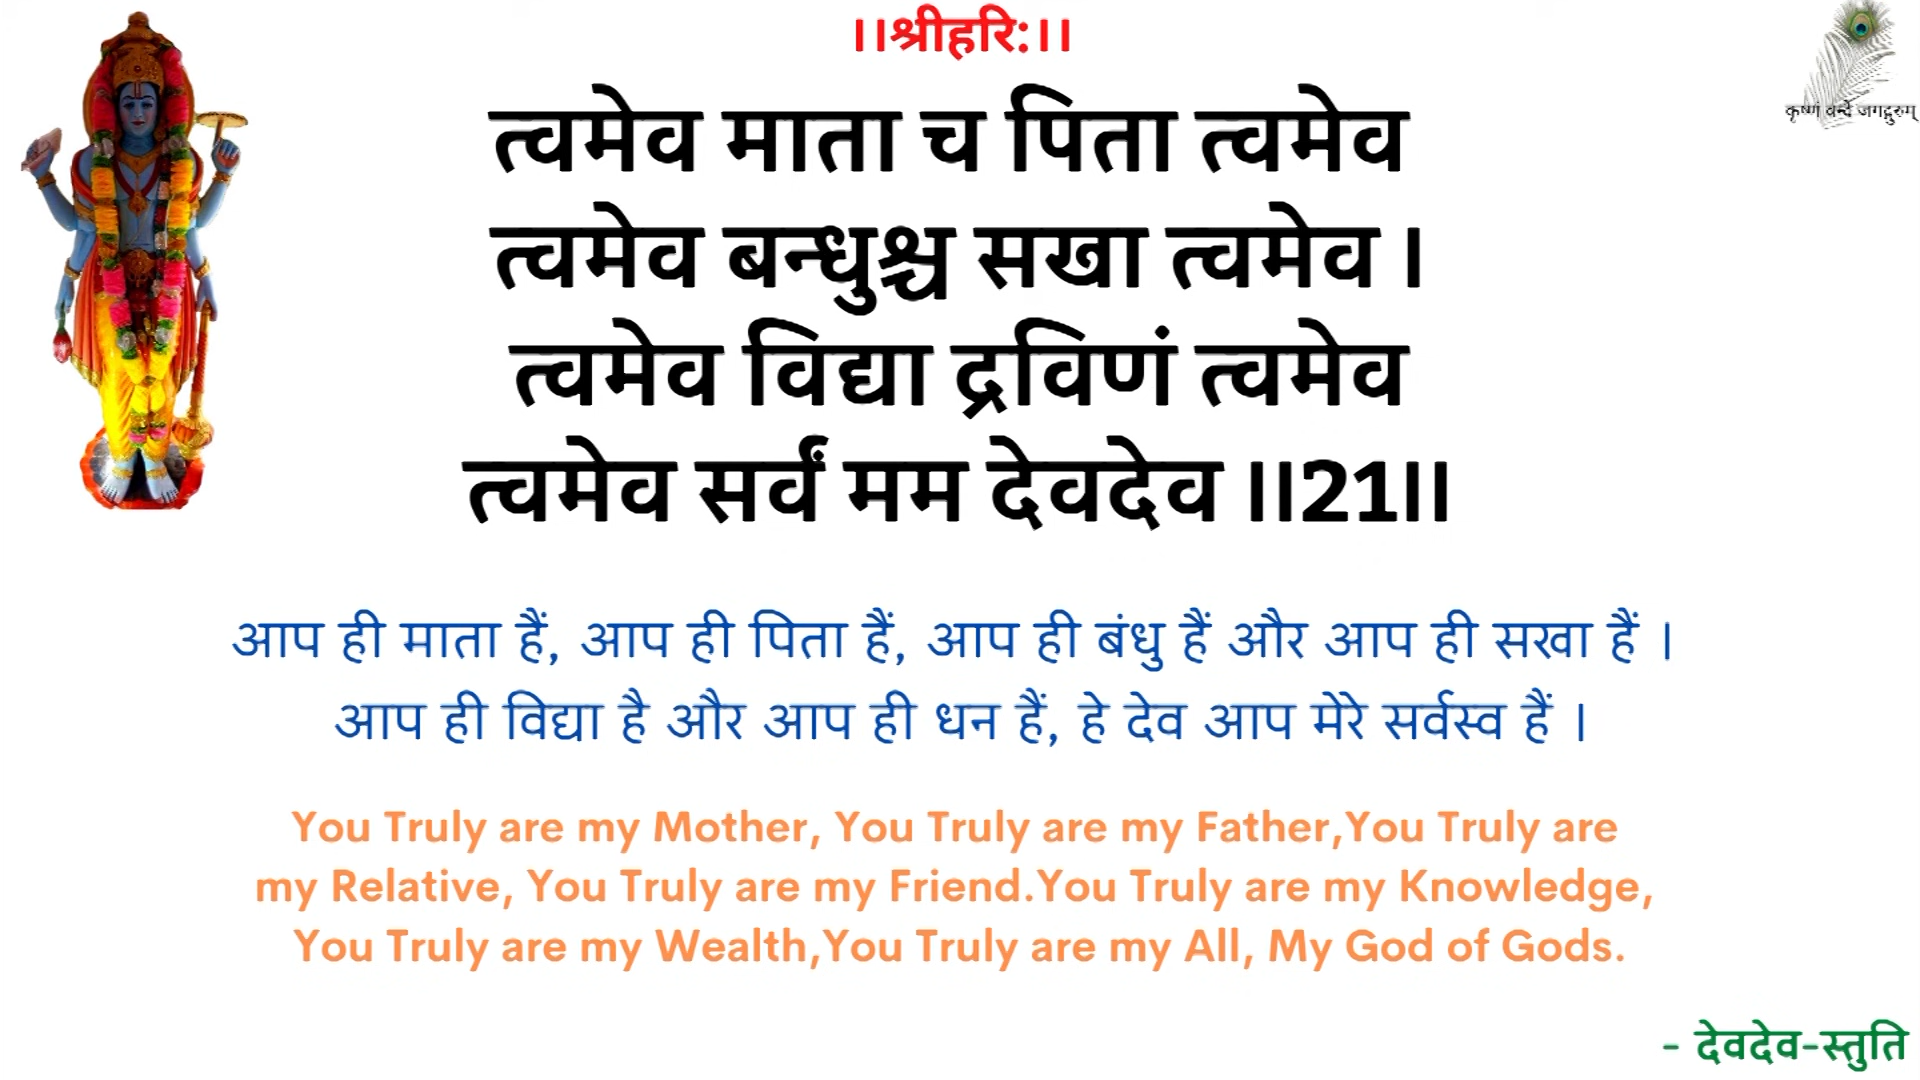 ।।श्रीहरि:।।
कृष्णं वन्दे जगद्गुरुम्
त्वमेव माता च पिता त्वमेव
त्वमेव बन्धुश्च सखा त्वमेव ।
त्वमेव विद्या द्रविणं त्वमेव
त्वमेव सर्वं मम देवदेव ।।21।।
आप ही माता हैं, आप ही पिता हैं, आप ही बंधु हैं और आप ही सखा हैं ।
आप ही विद्या है और आप ही धन हैं, हे देव आप मेरे सर्वस्व हैं ।
You Truly are my Mother, You Truly are my Father,You Truly are
my Relative, You Truly are my Friend.You Truly are my Knowledge,
You Truly are my Wealth,You Truly are my All, My God of Gods.
- देवदेव-स्तुति